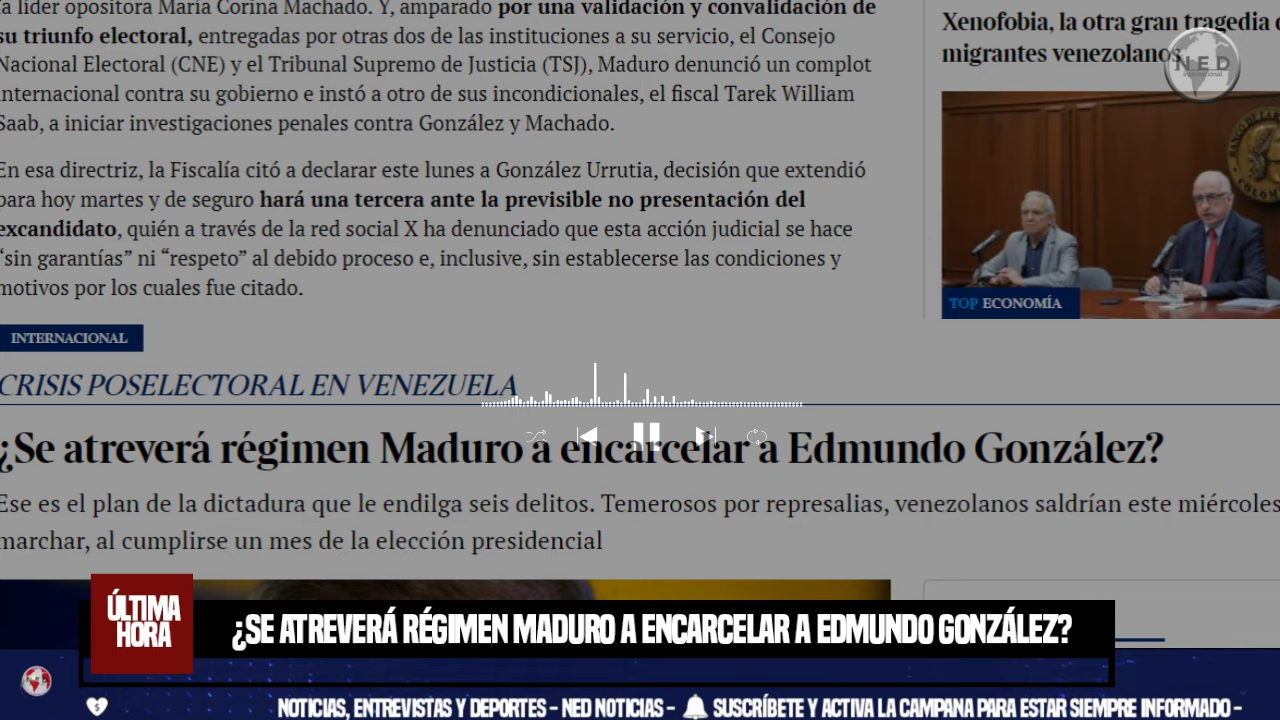 la líder opositora María Corina Machado. Y, amparado por una validación y convalidación de
su triunfo electoral, entregadas por otras dos de las instituciones a su servicio, el Consejo
Nacional Electoral (CNE) y el Tribunal Supremo de Justicia (TSJ), Maduro denunció un complot
internacional contra su gobierno e instó a otro de sus incondicionales, el fiscal Tarek William
Saab, a iniciar investigaciones penales contra González y Machado.
En esa directriz, la Fiscalía citó a declarar este lunes a González Urrutia, decisión que extendió
para hoy martes y de seguro hará una tercera ante la previsible no presentación del
excandidato, quién a través de la red social X ha denunciado que esta acción judicial se hace
“sin garantías” ni “respeto” al debido proceso e, inclusive, sin establecerse las condiciones y
motivos por los cuales fue citado.
Xenofobia, la otra gran tragedia d
migrantes venezolanos
NED
international
BANCO DE LA
COLOM
TOP ECONOMÍA
INTERNACIONAL
CRISIS POSELECTORAL EN VENEZUELA
¿Se atreverá régimen Maduro a encarcelar a Edmundo González?
Ese es el plan de la dictadura que le endilga seis delitos. Temerosos por represalias, venezolanos saldrían este miércoles
marchar, al cumplirse un mes de la elección presidencial
ÚLTIMA
HORA
¿SE ATREVERÁ RÉGIMEN MADURO A ENCARCELAR A EDMUNDO GONZÁLEZ?
NOTICIAS, ENTREVISTAS Y DEPORTES - NED NOTICIAS - SUSCRÍBETE Y ACTIVA LA CAMPANA PARA ESTAR SIEMPRE INFORMADO -